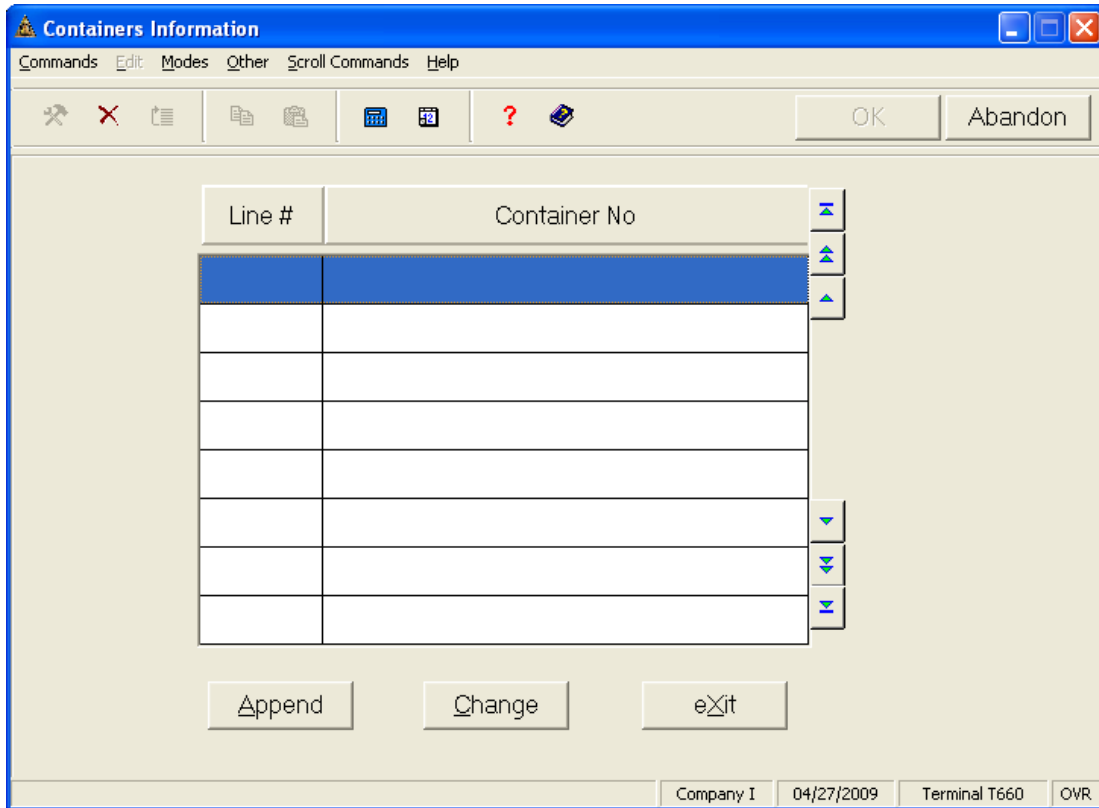 Containers Information
Commands Edit Modes Other Scroll Commands Help
12 ? ? OK Abandon
Line # Container No
Append Change eXit
Company I 04/27/2009 Terminal T660 OVR